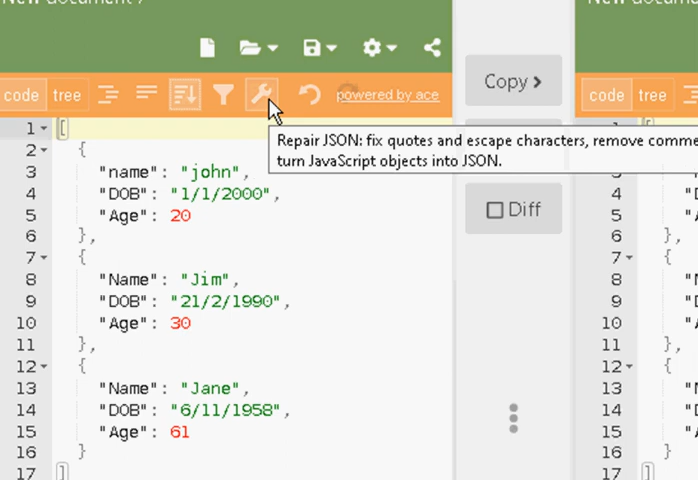 New document
code tree powered by ace
1 [
2 {
3 "name": "john",
4 "DOB": "1/1/2000",
5 "Age": 20
6 },
7 {
8 "Name": "Jim",
9 "DOB": "21/2/1990",
10 "Age": 30
11 },
12 {
13 "Name": "Jane",
14 "DOB": "6/11/1958",
15 "Age": 61
16 }
17 ]
Copy >
Repair JSON: fix quotes and escape characters, remove comme
turn JavaScript objects into JSON.
Diff
New docum
code tree
3
4 "D
5 "A
6 },
7 {
8 "N
9 "D
10 "A
11 },
12 {
13 "N
14 "D
15 "A
16 }
17 ]